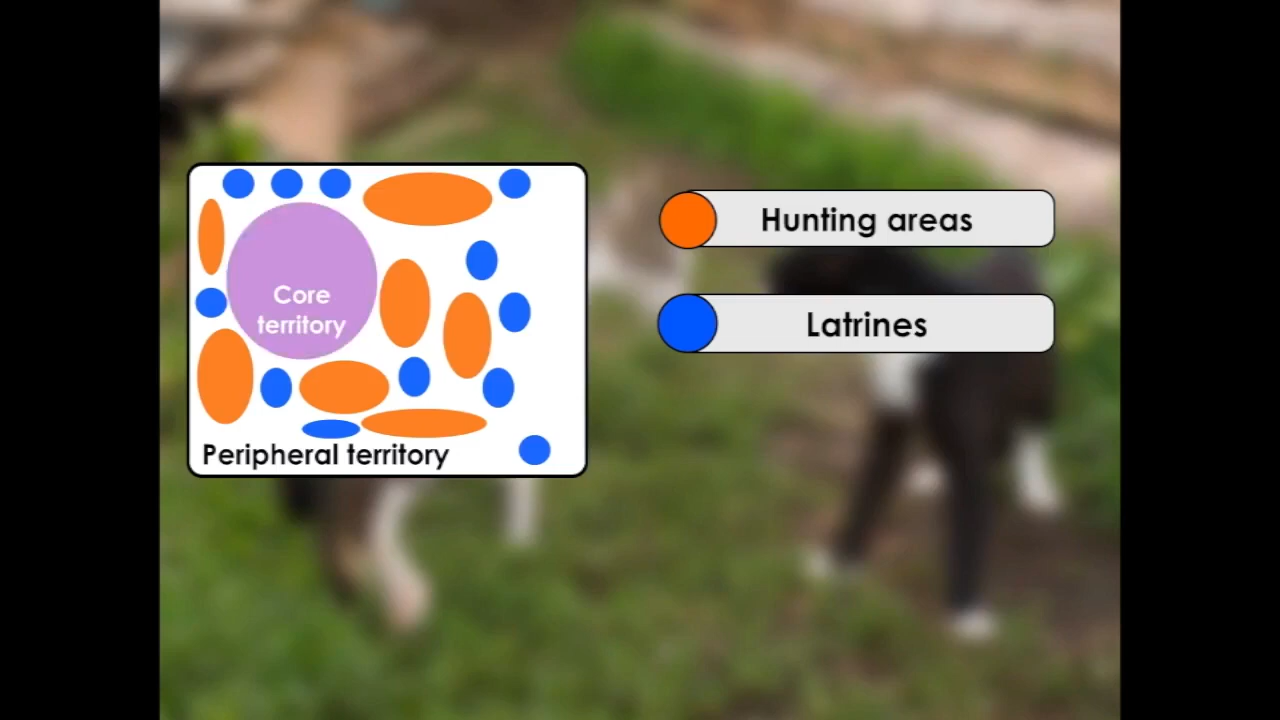 Core
territory
Peripheral territory
Hunting areas
Latrines